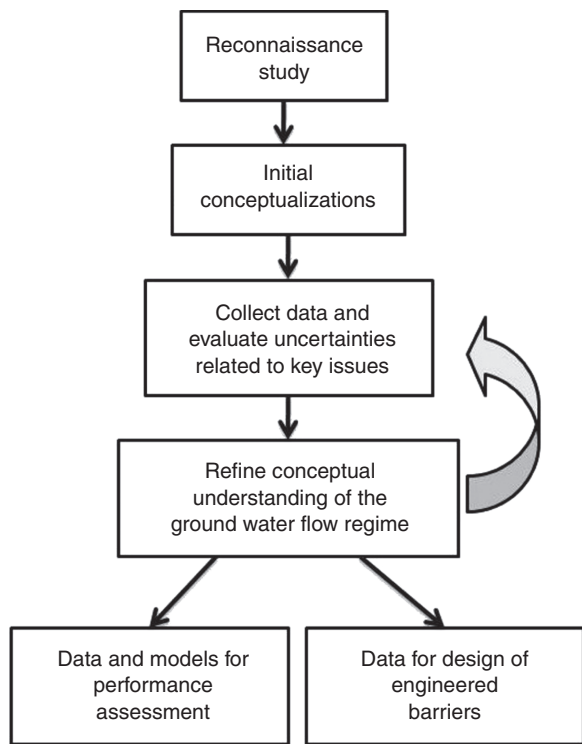 Reconnaissance
study
Initial
conceptualizations
Collect data and
evaluate uncertainties
related to key issues
Refine conceptual
understanding of the
ground water flow regime
Data and models for
performance
assessment
Data for design of
engineered
barriers